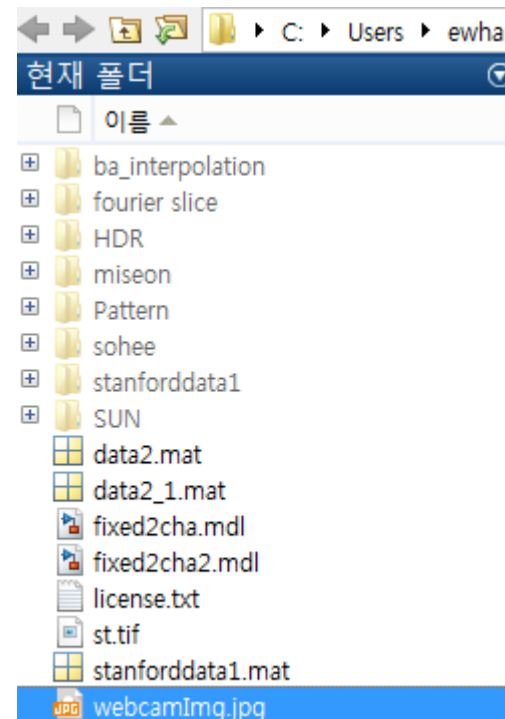 C: Users ewha
현재 폴더
이름
ba_interpolation
fourier slice
HDR
miseon
Pattern
sohee
stanforddata1
SUN
data2.mat
data2_1.mat
fixed2cha.mdl
fixed2cha2.mdl
license.txt
st.tif
stanforddata1.mat
webcamImg.jpg